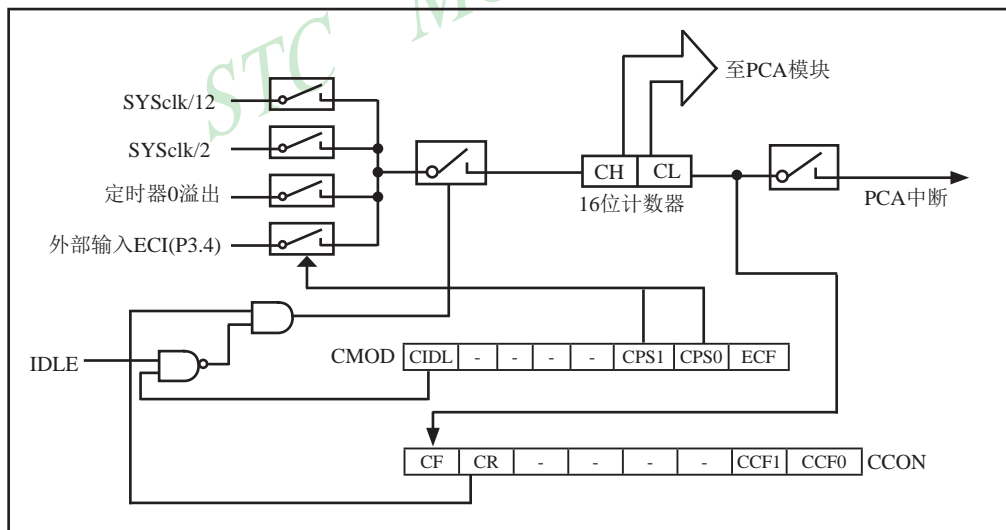 STC M
至PCA模块
SYSclk/12
SYSclk/2
定时器0溢出
外部输入ECI(P3.4)
CH CL
16位计数器
PCA中断
IDLE
CMOD CIDL - - - - CPS1 CPS0 ECF
CF CR - - - - CCF1 CCF0 CCON